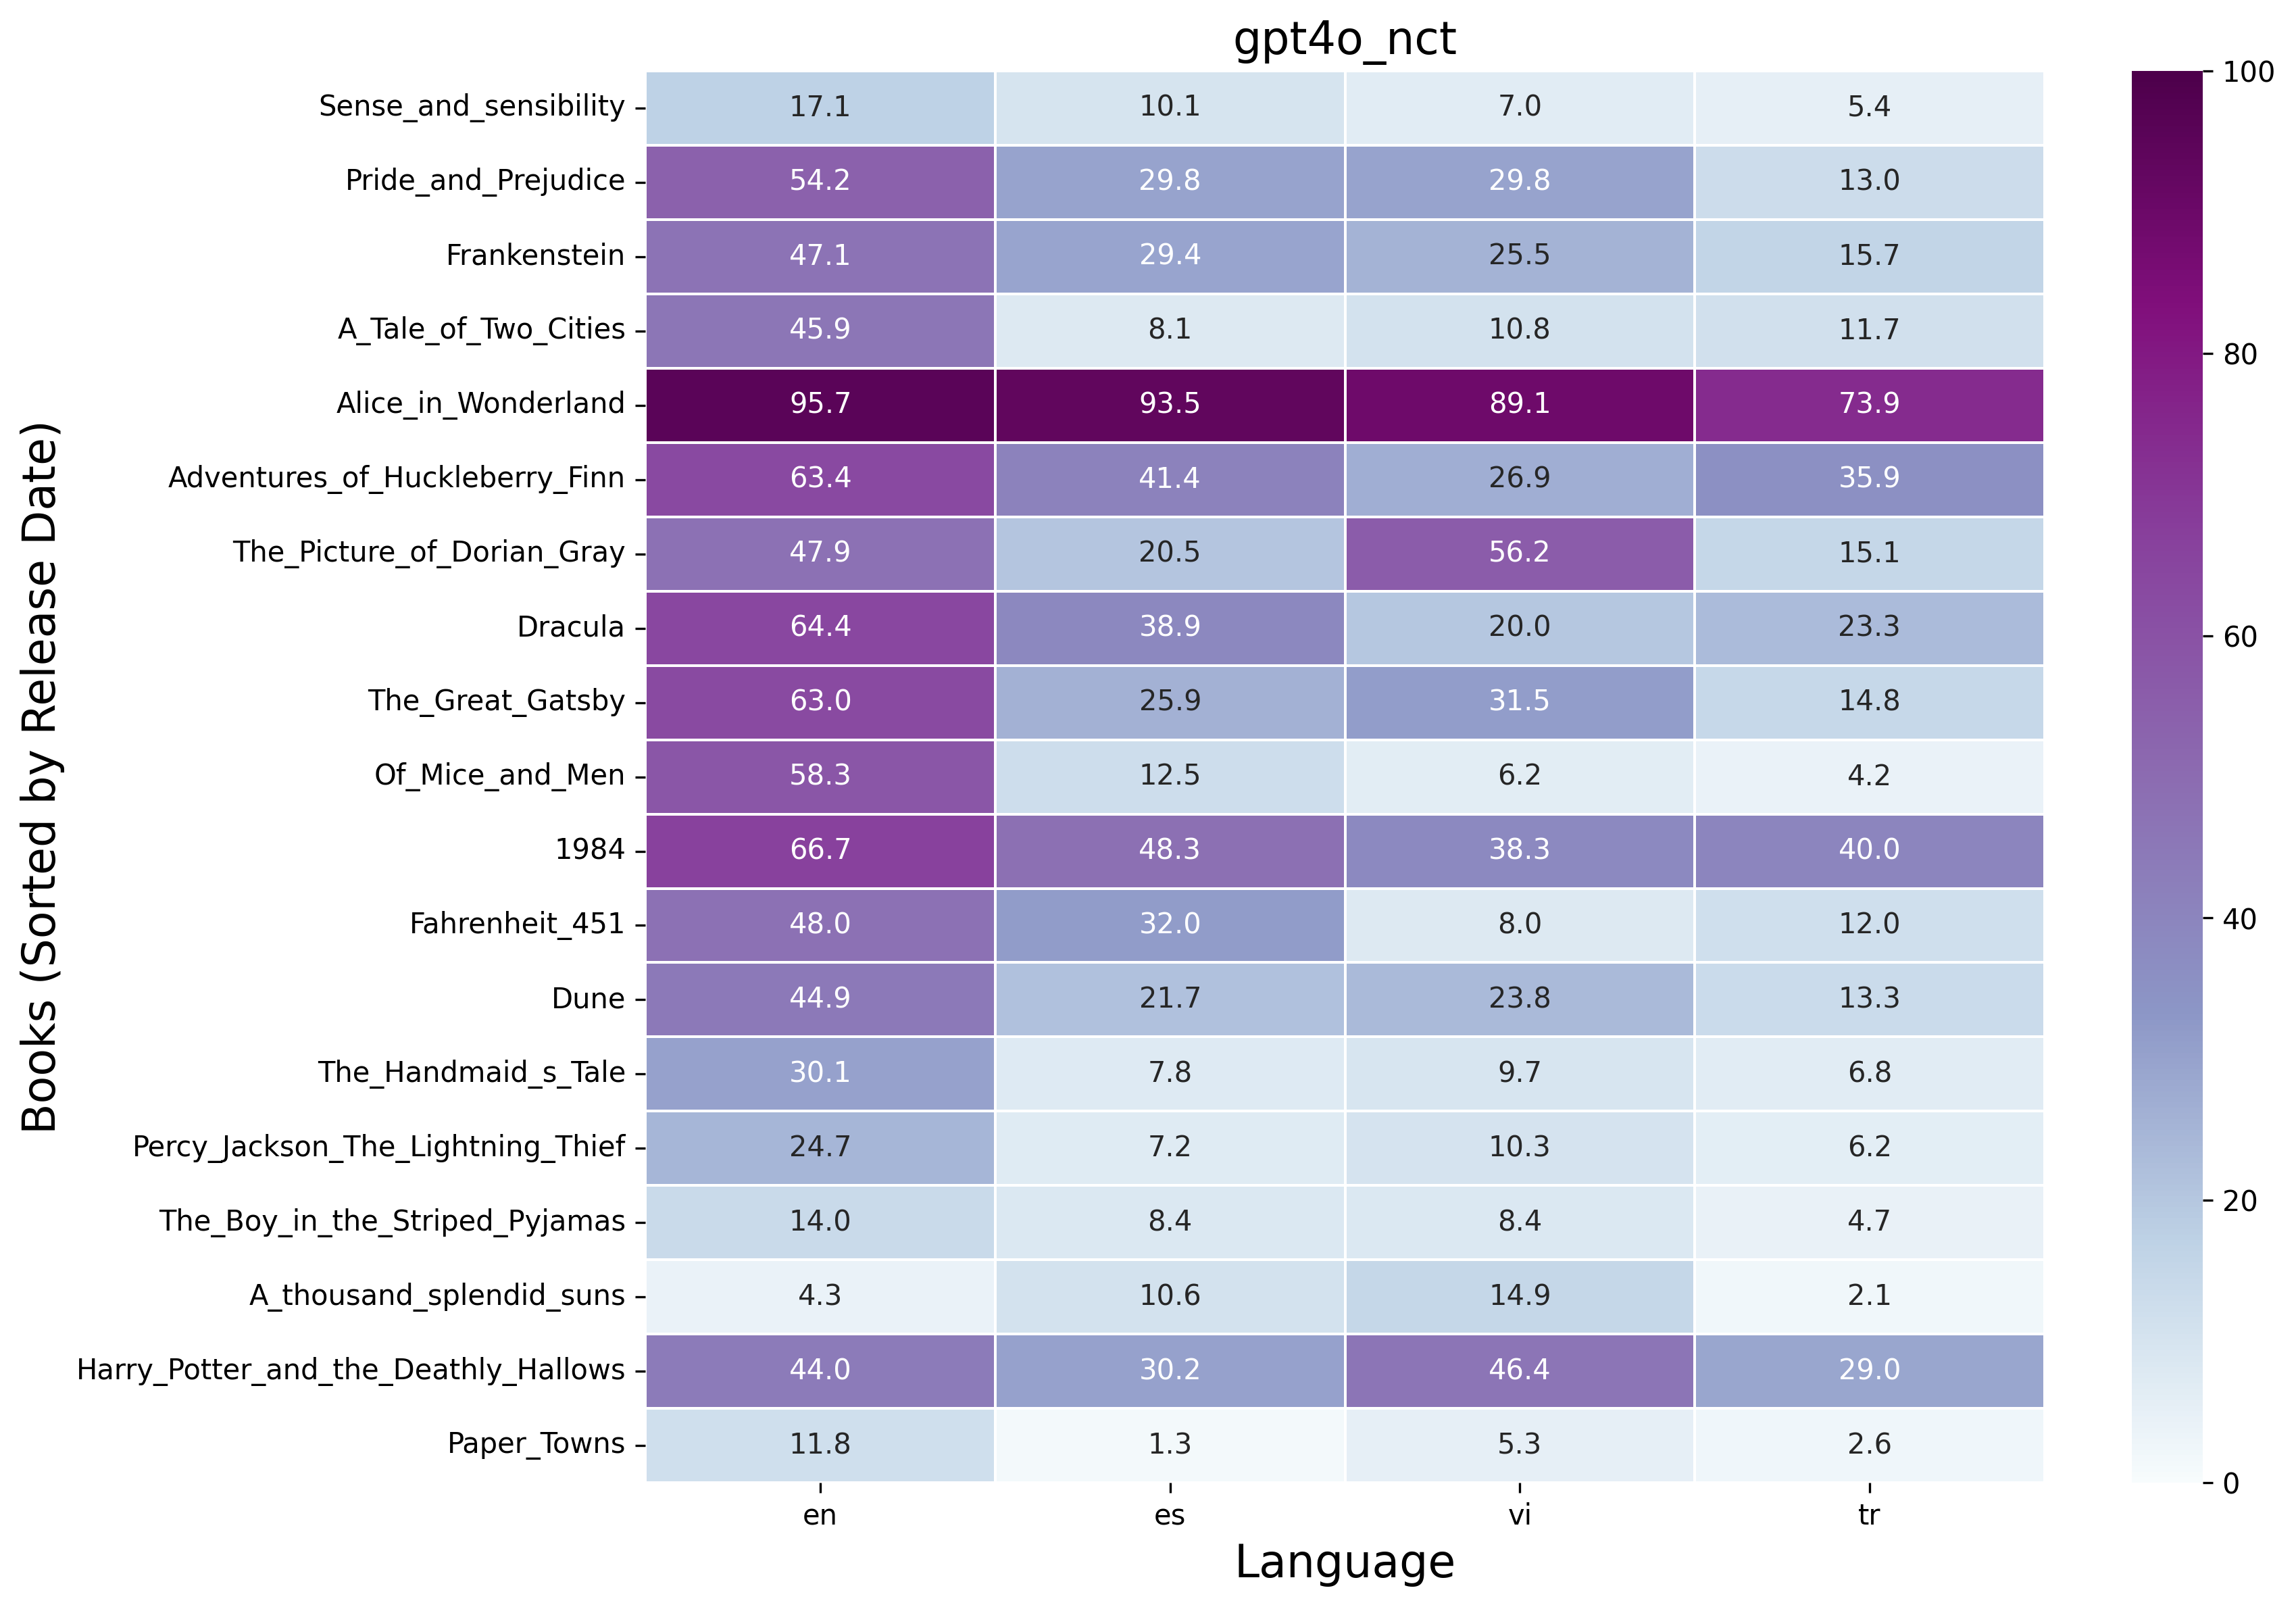 gpt4o_nct
Books (Sorted by Release Date)
Sense_and_sensibility 17.1 10.1 7.0 5.4
Pride_and_Prejudice 54.2 29.8 29.8 13.0
Frankenstein 47.1 29.4 25.5 15.7
A_Tale_of_Two_Cities 45.9 8.1 10.8 11.7
Alice_in_Wonderland 95.7 93.5 89.1 73.9
Adventures_of_Huckleberry_Finn 63.4 41.4 26.9 35.9
The_Picture_of_Dorian_Gray 47.9 20.5 56.2 15.1
Dracula 64.4 38.9 20.0 23.3
The_Great_Gatsby 63.0 25.9 31.5 14.8
Of_Mice_and_Men 58.3 12.5 6.2 4.2
1984 66.7 48.3 38.3 40.0
Fahrenheit_451 48.0 32.0 8.0 12.0
Dune 44.9 21.7 23.8 13.3
The_Handmaid_s_Tale 30.1 7.8 9.7 6.8
Percy_Jackson_The_Lightning_Thief 24.7 7.2 10.3 6.2
The_Boy_in_the_Striped_Pyjamas 14.0 8.4 8.4 4.7
A_thousand_splendid_suns 4.3 10.6 14.9 2.1
Harry_Potter_and_the_Deathly_Hallows 44.0 30.2 46.4 29.0
Paper_Towns 11.8 1.3 5.3 2.6
en es vi tr
Language
100
80
60
40
20
0